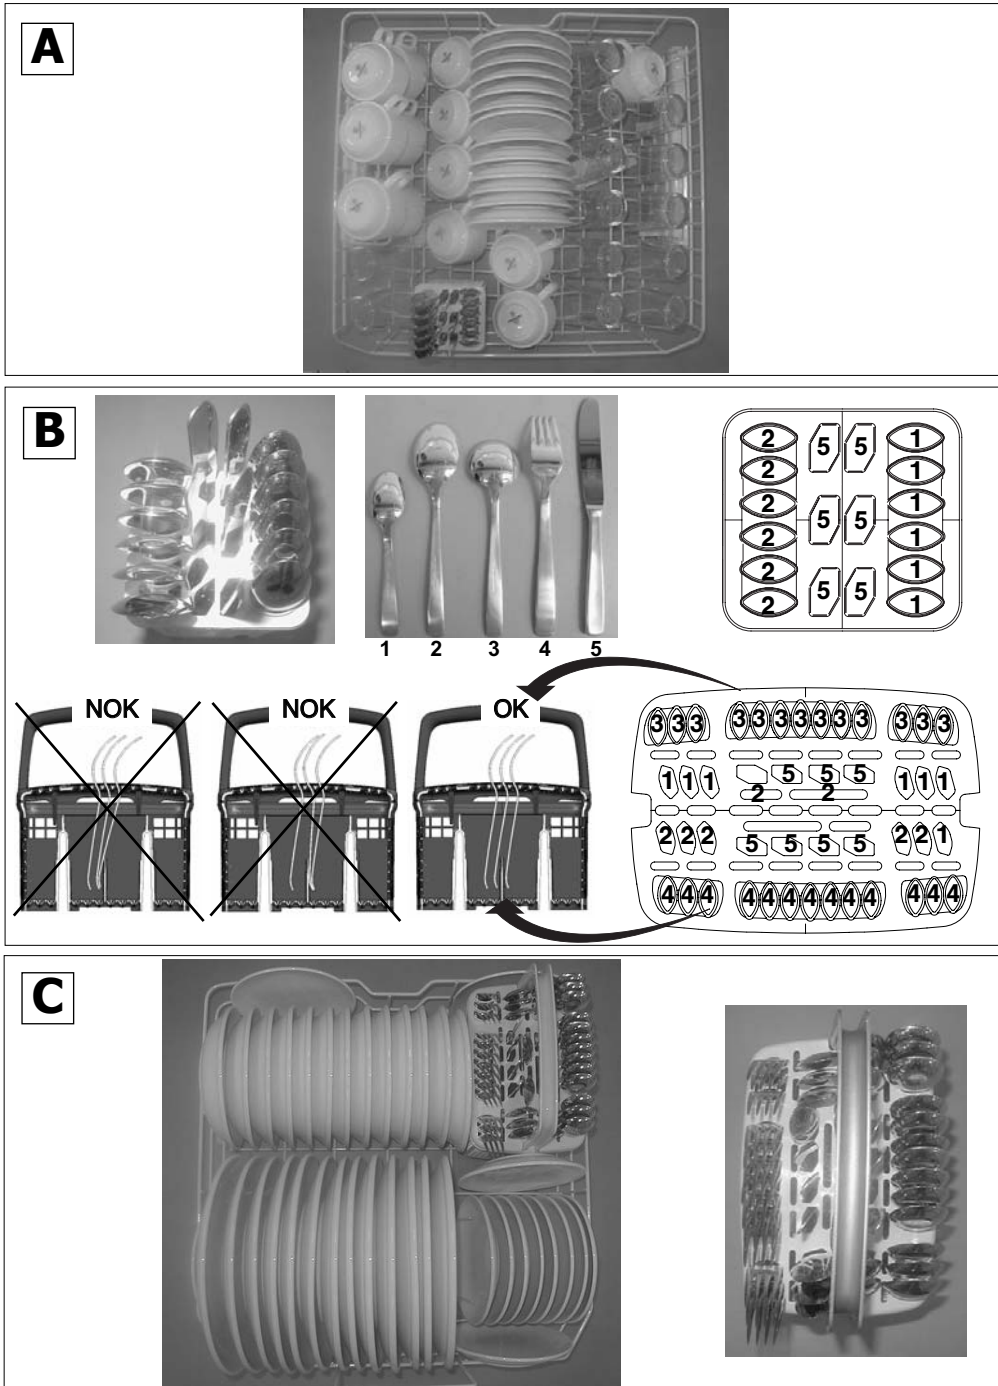 A
B
2 5 5 1
2 1
2 5 5 1
2 1
2 5 5 1
2 1
1 2 3 4 5
NOK NOK OK
3 3 3 3 3 3 3 3 3 3 3 3 3
1 1 1 5 5 5 1 1 1
2 2
2 2 2 5 5 5 5 2 2 1
4 4 4 4 4 4 4 4 4 4 4 4 4
C